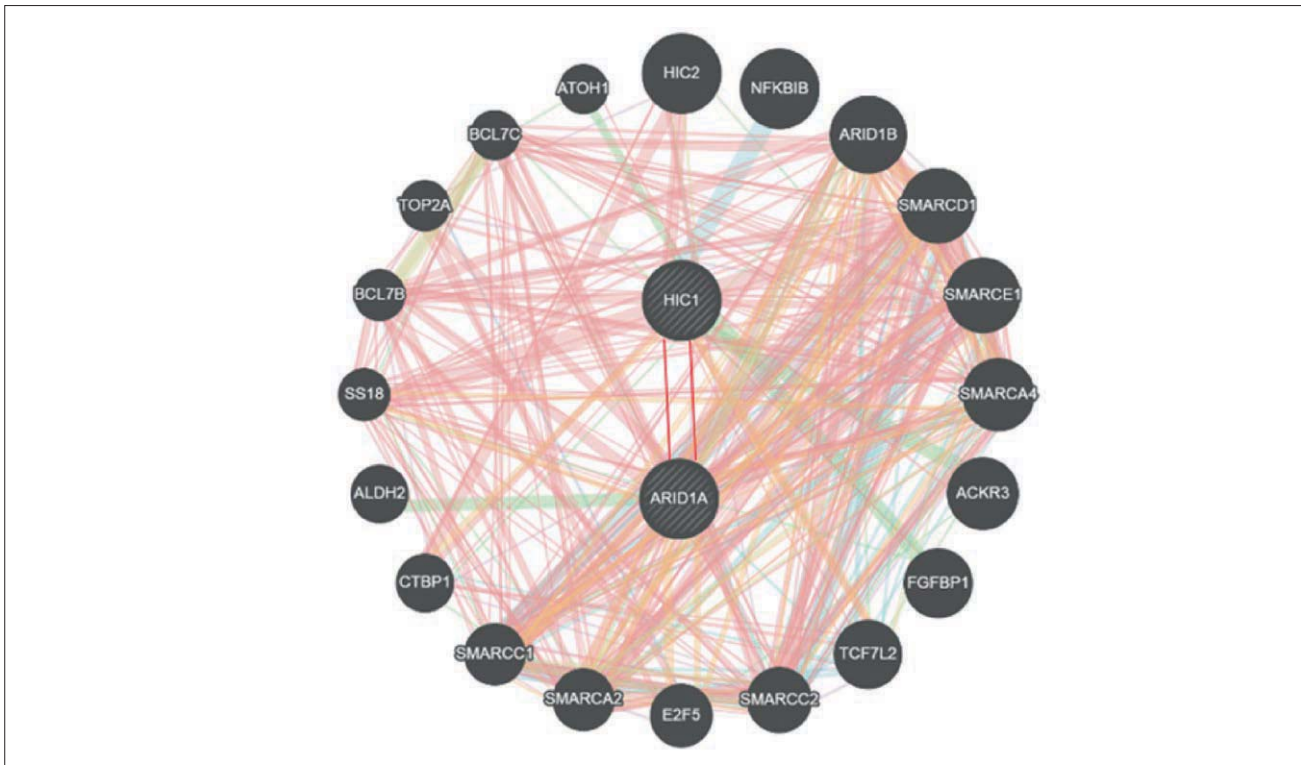 HIC2
NFKBIB
ATOH1
BCL7C
ARID1B
TOP2A
SMARCD1
BCL7B
HIC1
SMARCE1
SS18
SMARCA4
ALDH2
ARID1A
ACKR3
CTBP1
FGFBP1
SMARCC1
TCF7L2
SMARCA2
E2F5
SMARCC2